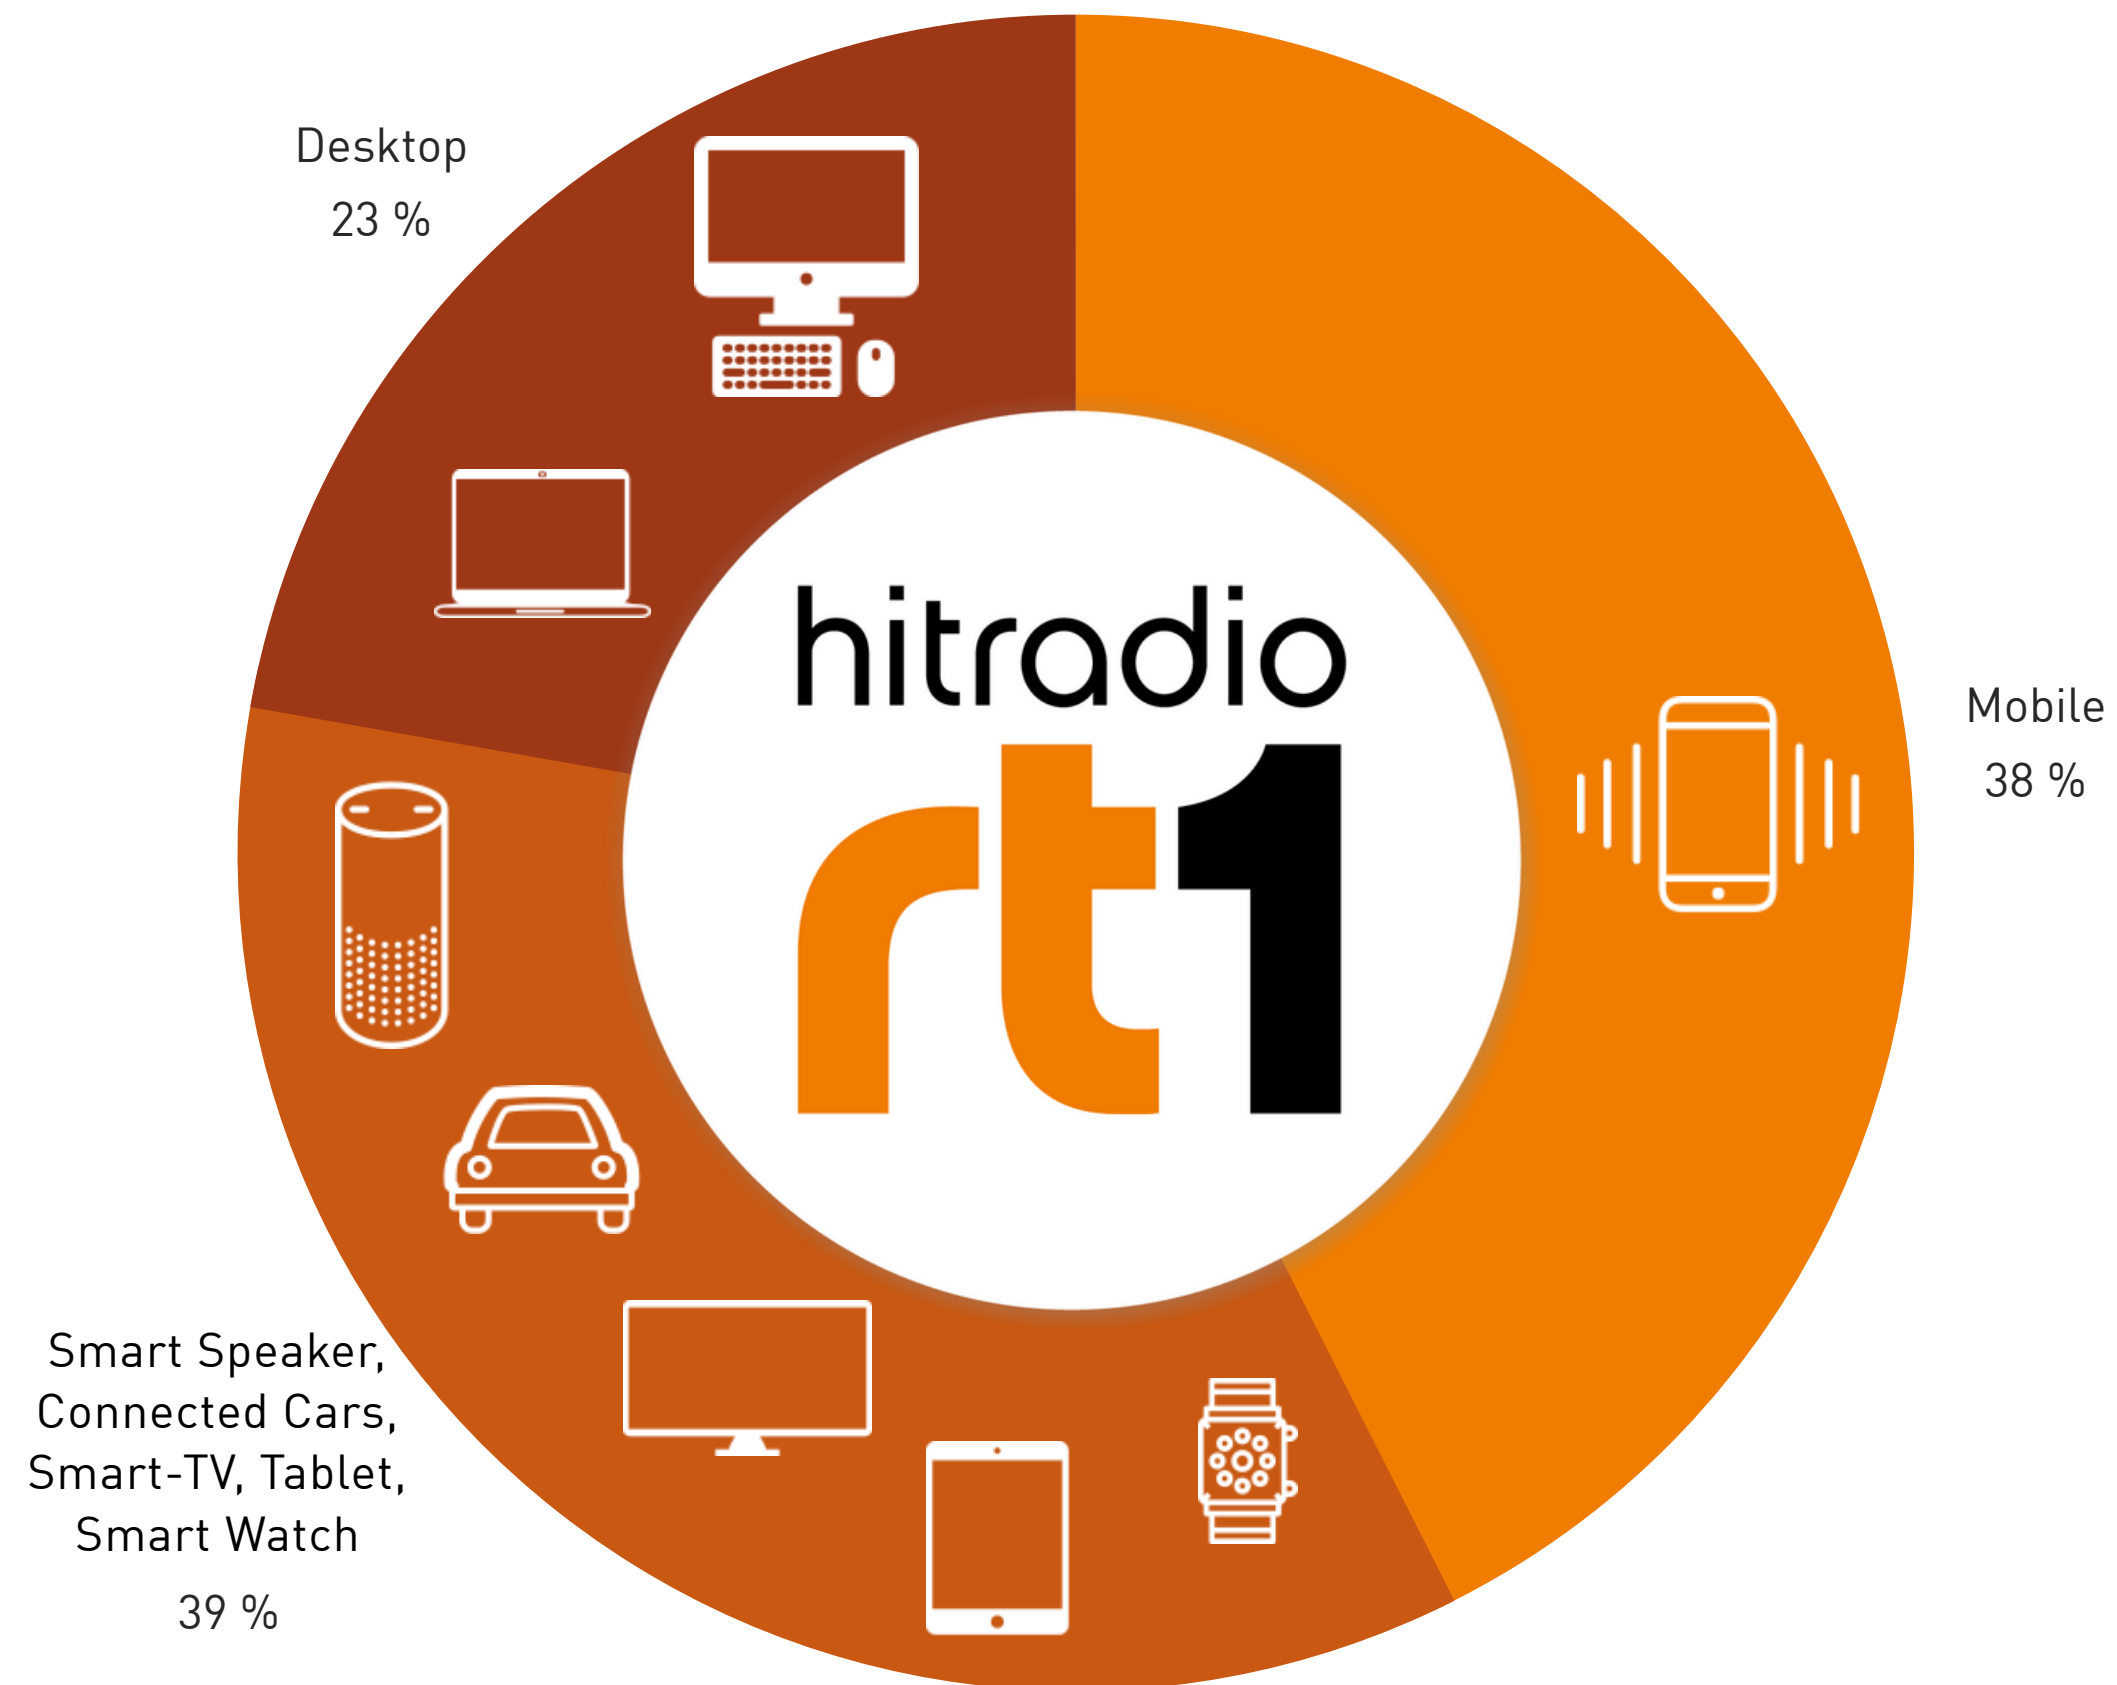 Desktop
23 %
hitradio
rt1
Mobile
38 %
Smart Speaker,
Connected Cars,
Smart-TV, Tablet,
Smart Watch
39 %